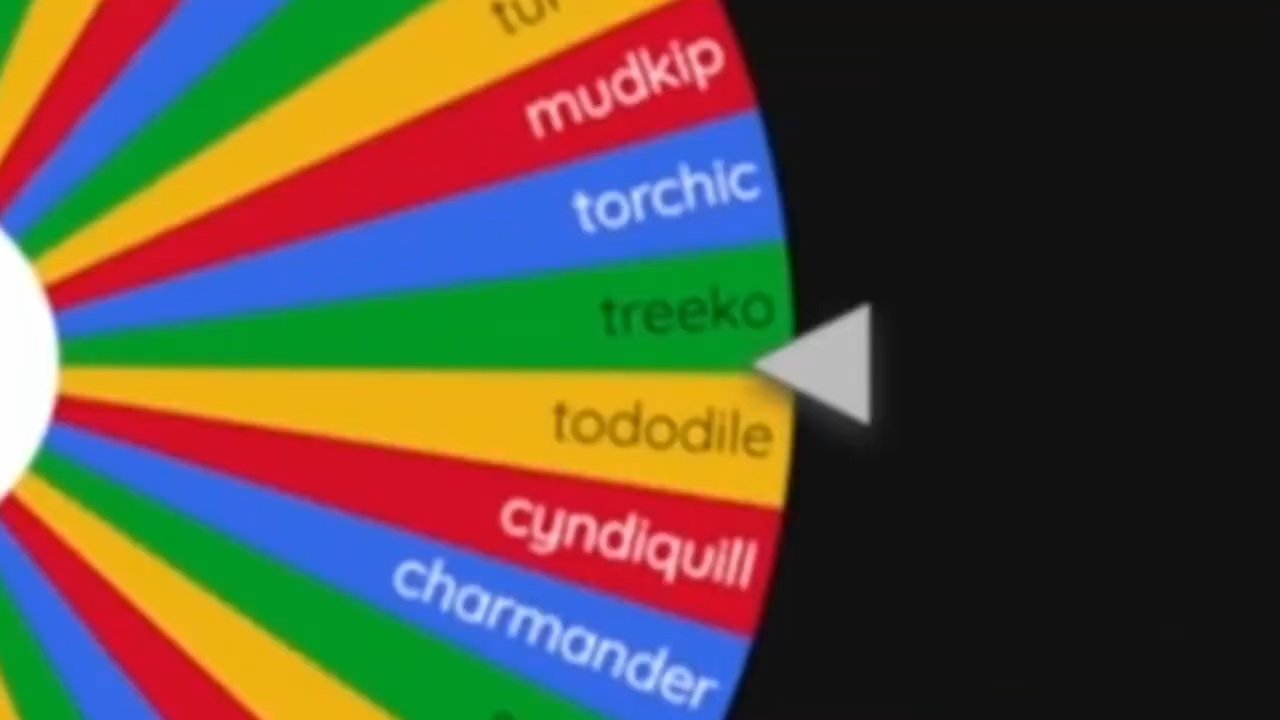 mudkip
torchic
treeko
tododile
cyndiquill
charmander